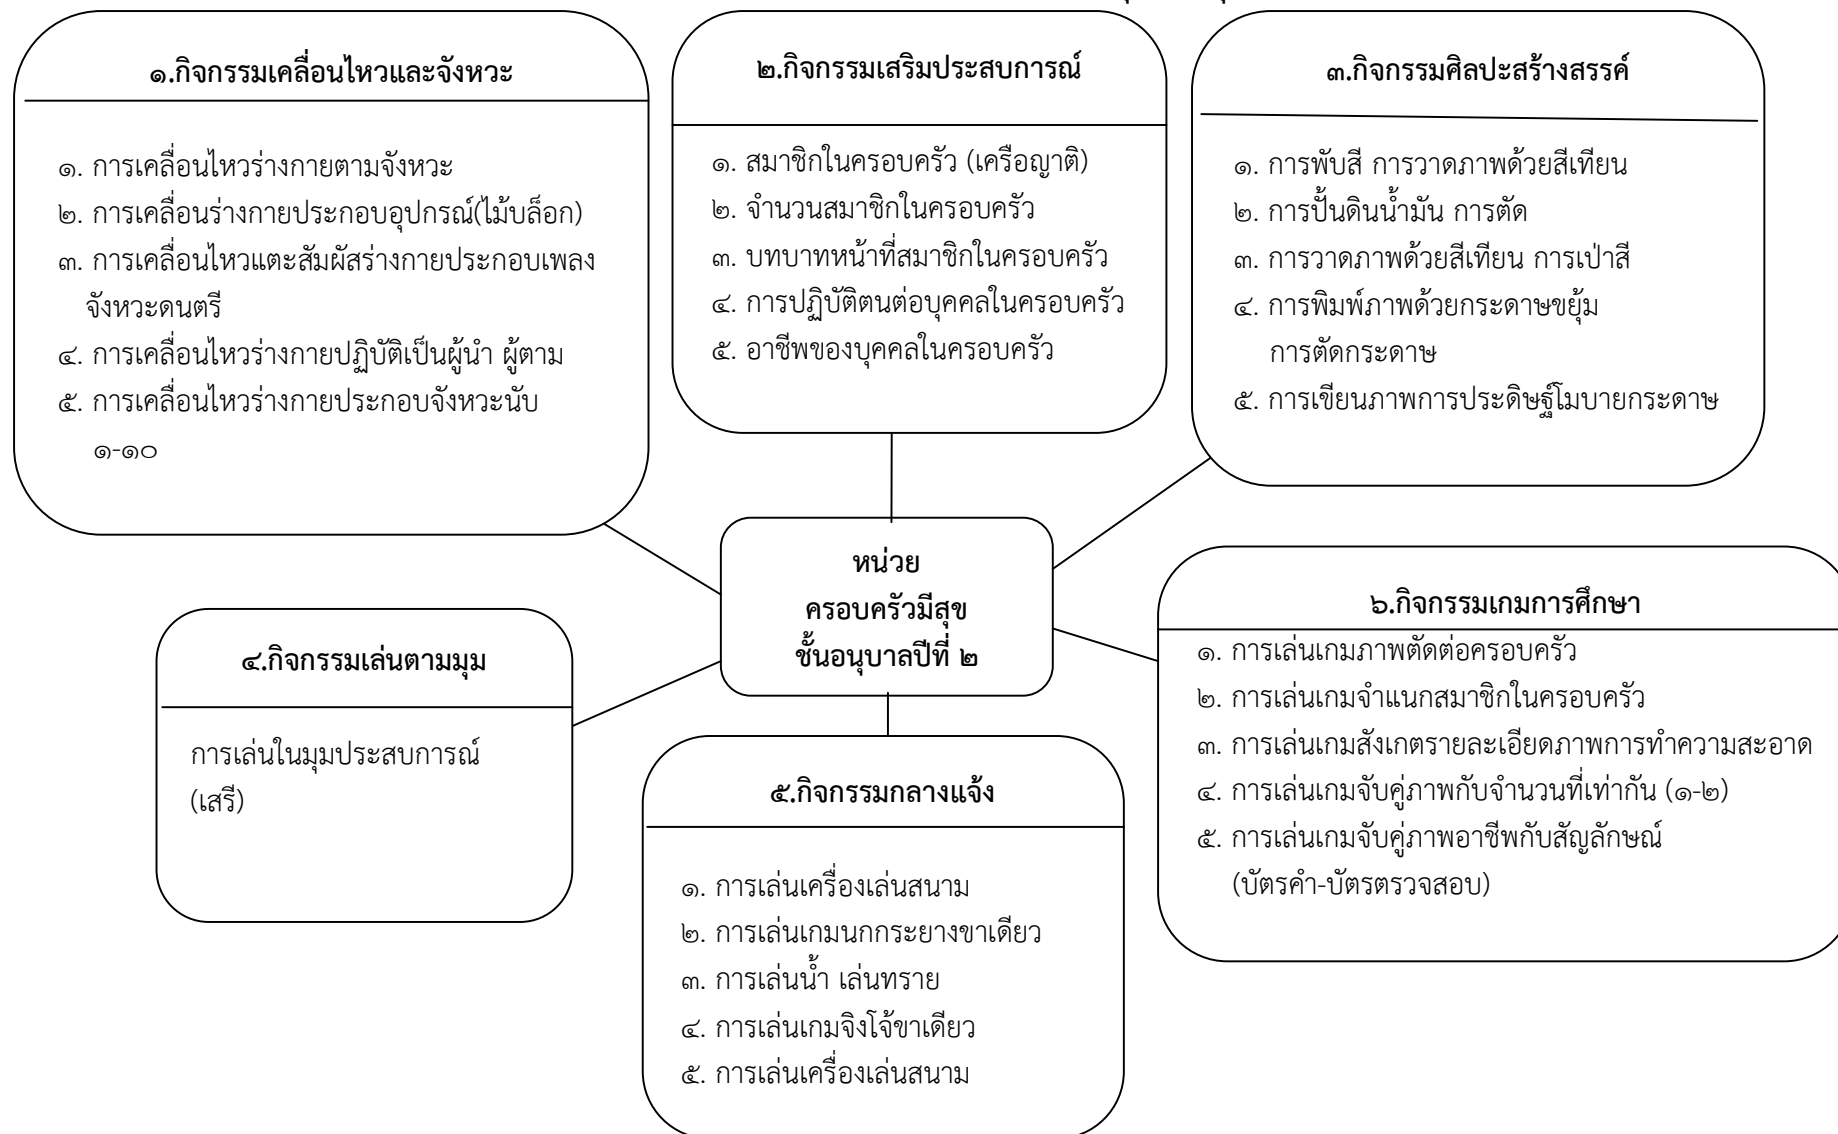 ๑.กิจกรรมเคลื่อนไหวและจังหวะ
๑. การเคลื่อนไหวร่างกายตามจังหวะ
๒. การเคลื่อนร่างกายประกอบอุปกรณ์(ไม้บล็อก)
๓. การเคลื่อนไหวแตะสัมผัสร่างกายประกอบเพลง
จังหวะดนตรี
๔. การเคลื่อนไหวร่างกายปฏิบัติเป็นผู้นำ ผู้ตาม
๕. การเคลื่อนไหวร่างกายประกอบจังหวะนับ
๑-๑๐
๒.กิจกรรมเสริมประสบการณ์
๑. สมาชิกในครอบครัว (เครือญาติ)
๒. จำนวนสมาชิกในครอบครัว
๓. บทบาทหน้าที่สมาชิกในครอบครัว
๔. การปฏิบัติตนต่อบุคคลในครอบครัว
๕. อาชีพของบุคคลในครอบครัว
๓.กิจกรรมศิลปะสร้างสรรค์
๑. การพับสี การวาดภาพด้วยสีเทียน
๒. การปั้นดินน้ำมัน การตัด
๓. การวาดภาพด้วยสีเทียน การเป่าสี
๔. การพิมพ์ภาพด้วยกระดาษขยุ้ม
การตัดกระดาษ
๕. การเขียนภาพการประดิษฐ์โมบายกระดาษ
หน่วย
ครอบครัวมีสุข
ชั้นอนุบาลปีที่ ๒
๔.กิจกรรมเล่นตามมุม
การเล่นในมุมประสบการณ์
(เสรี)
๕.กิจกรรมกลางแจ้ง
๑. การเล่นเครื่องเล่นสนาม
๒. การเล่นเกมนกกระยางขาเดียว
๓. การเล่นน้ำ เล่นทราย
๔. การเล่นเกมจิงโจ้ขาเดียว
๕. การเล่นเครื่องเล่นสนาม
๖.กิจกรรมเกมการศึกษา
๑. การเล่นเกมภาพตัดต่อครอบครัว
๒. การเล่นเกมจำแนกสมาชิกในครอบครัว
๓. การเล่นเกมสังเกตรายละเอียดภาพการทำความสะอาด
๔. การเล่นเกมจับคู่ภาพกับจำนวนที่เท่ากัน (๑-๒)
๕. การเล่นเกมจับคู่ภาพอาชีพกับสัญลักษณ์
(บัตรคำ-บัตรตรวจสอบ)